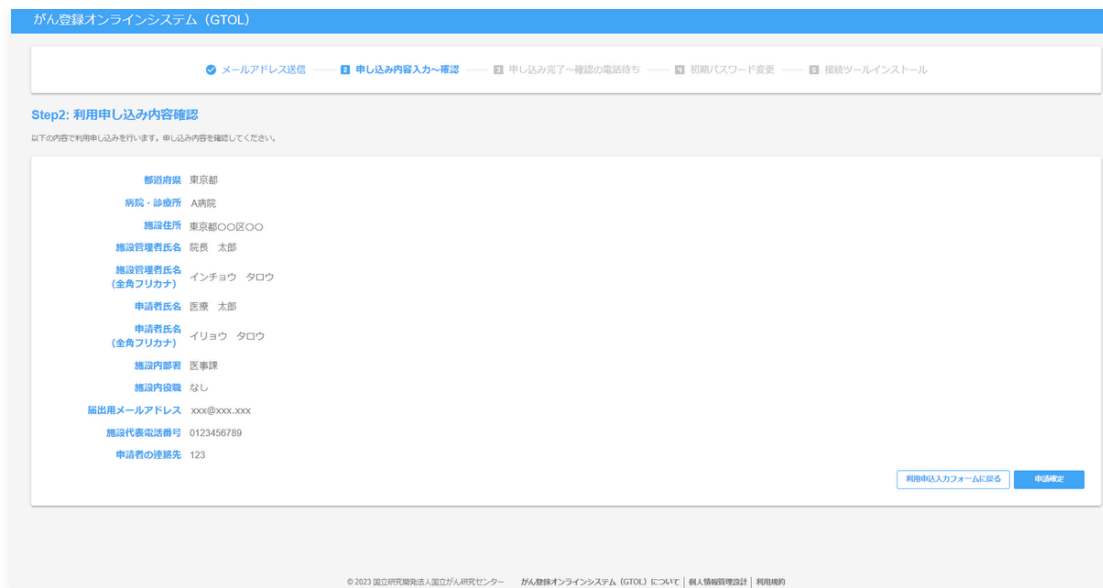 がん登録オンラインシステム（GTOL）
メールアドレス送信 2 申し込み内容入力～確認 3 申し込み完了～確認の電話待ち 4 初期パスワード変更 5 接続ツールインストール
Step2: 利用申し込み内容確認
以下の内容で利用申し込みを行います。申し込み内容を確認してください。
都道府県 東京都
病院・診療所 A病院
施設住所 東京都○○区○○
施設管理者氏名 院長　太郎
施設管理者氏名
(全角フリカナ) インチョウ　タロウ
申請者氏名 医療　太郎
申請者氏名
(全角フリカナ) イリョウ　タロウ
施設内部署 医事課
施設内役職 なし
届出用メールアドレス xxx@xxx.xxx
施設代表電話番号 0123456789
申請者の連絡先 123
利用申込入力フォームに戻る 申請確定
© 2023 国立研究開発法人国立がん研究センター がん登録オンラインシステム（GTOL）について | 個人情報管理設計 | 利用規約